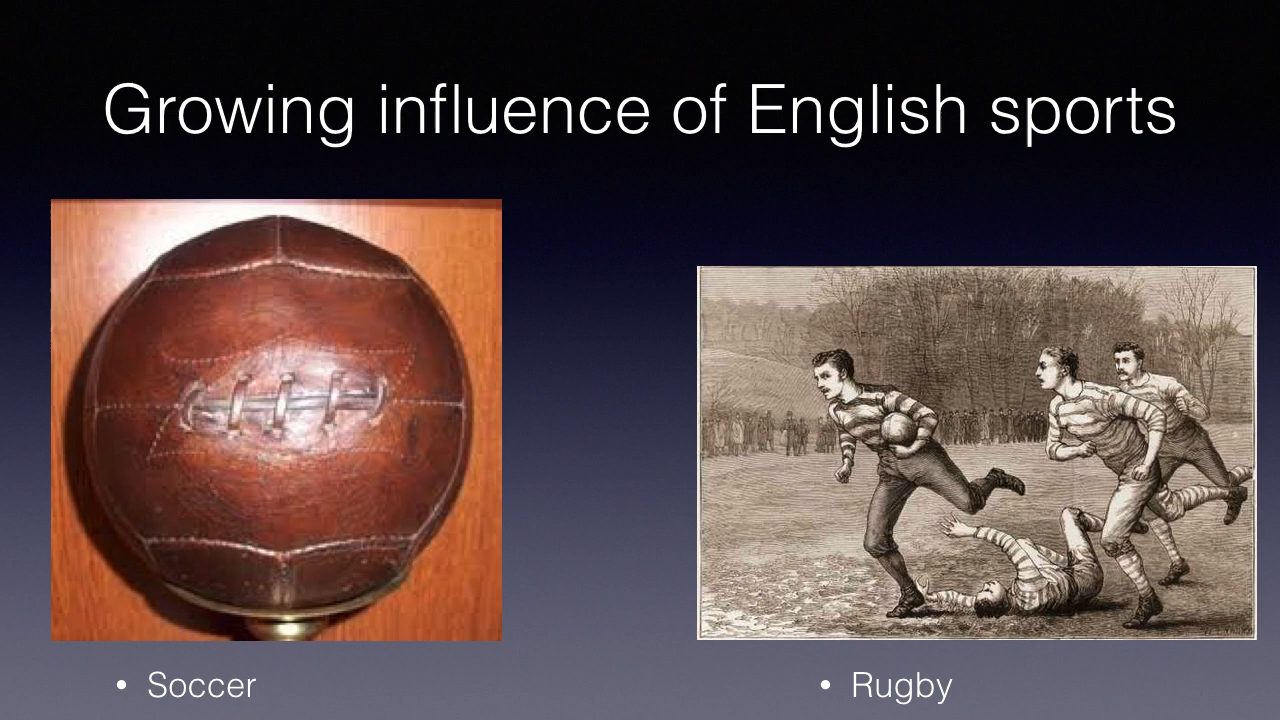 Growing influence of English sports
• Soccer
• Rugby